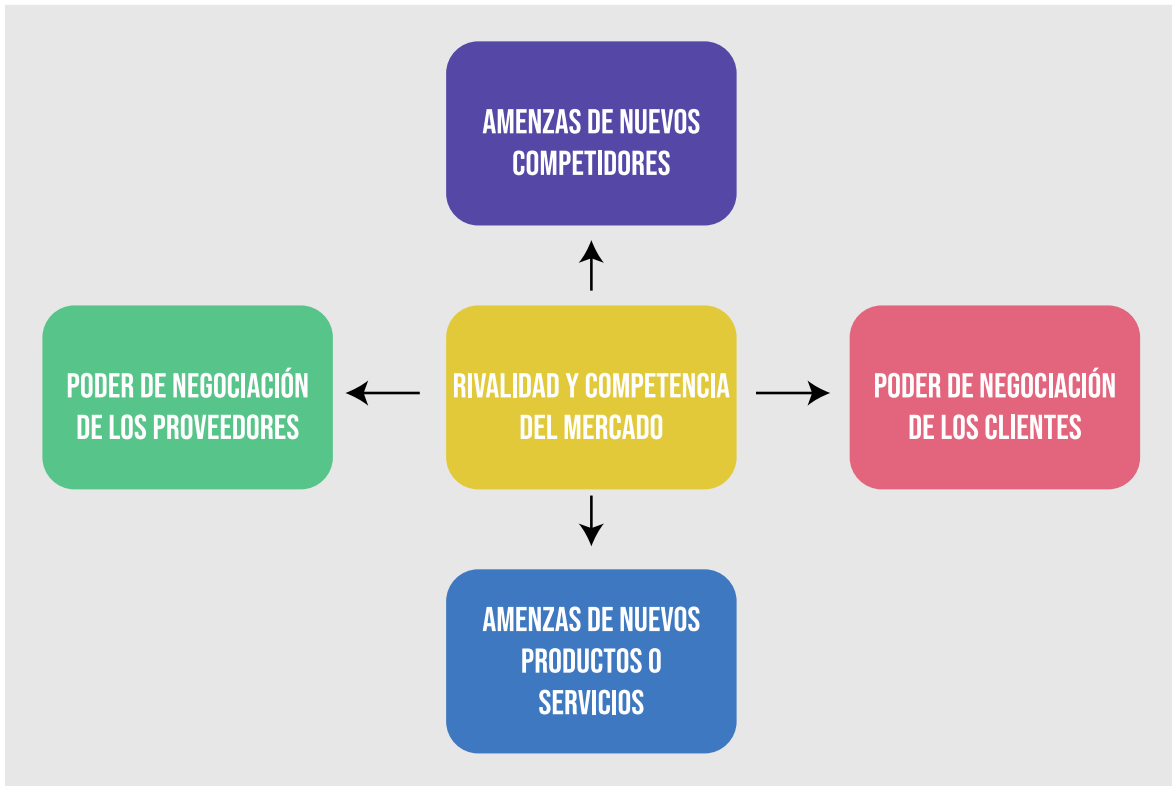 AMENZAS DE NUEVOS
COMPETIDORES
PODER DE NEGOCIACIÓN
DE LOS PROVEEDORES
RIVALIDAD Y COMPETENCIA
DEL MERCADO
PODER DE NEGOCIACIÓN
DE LOS CLIENTES
AMENZAS DE NUEVOS
PRODUCTOS O
SERVICIOS